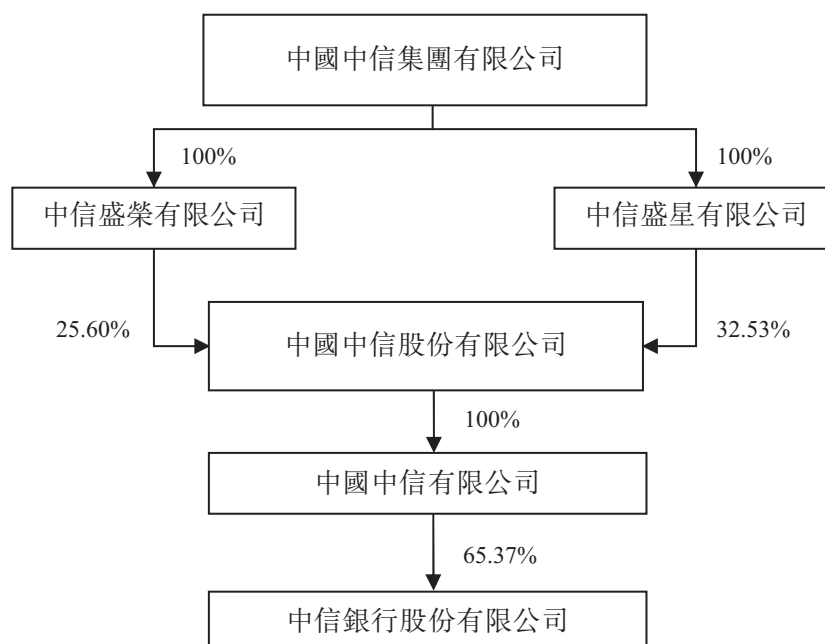 中國中信集團有限公司
100%
100%
中信盛榮有限公司
中信盛星有限公司
25.60%
中國中信股份有限公司
32.53%
100%
中國中信有限公司
65.37%
中信銀行股份有限公司